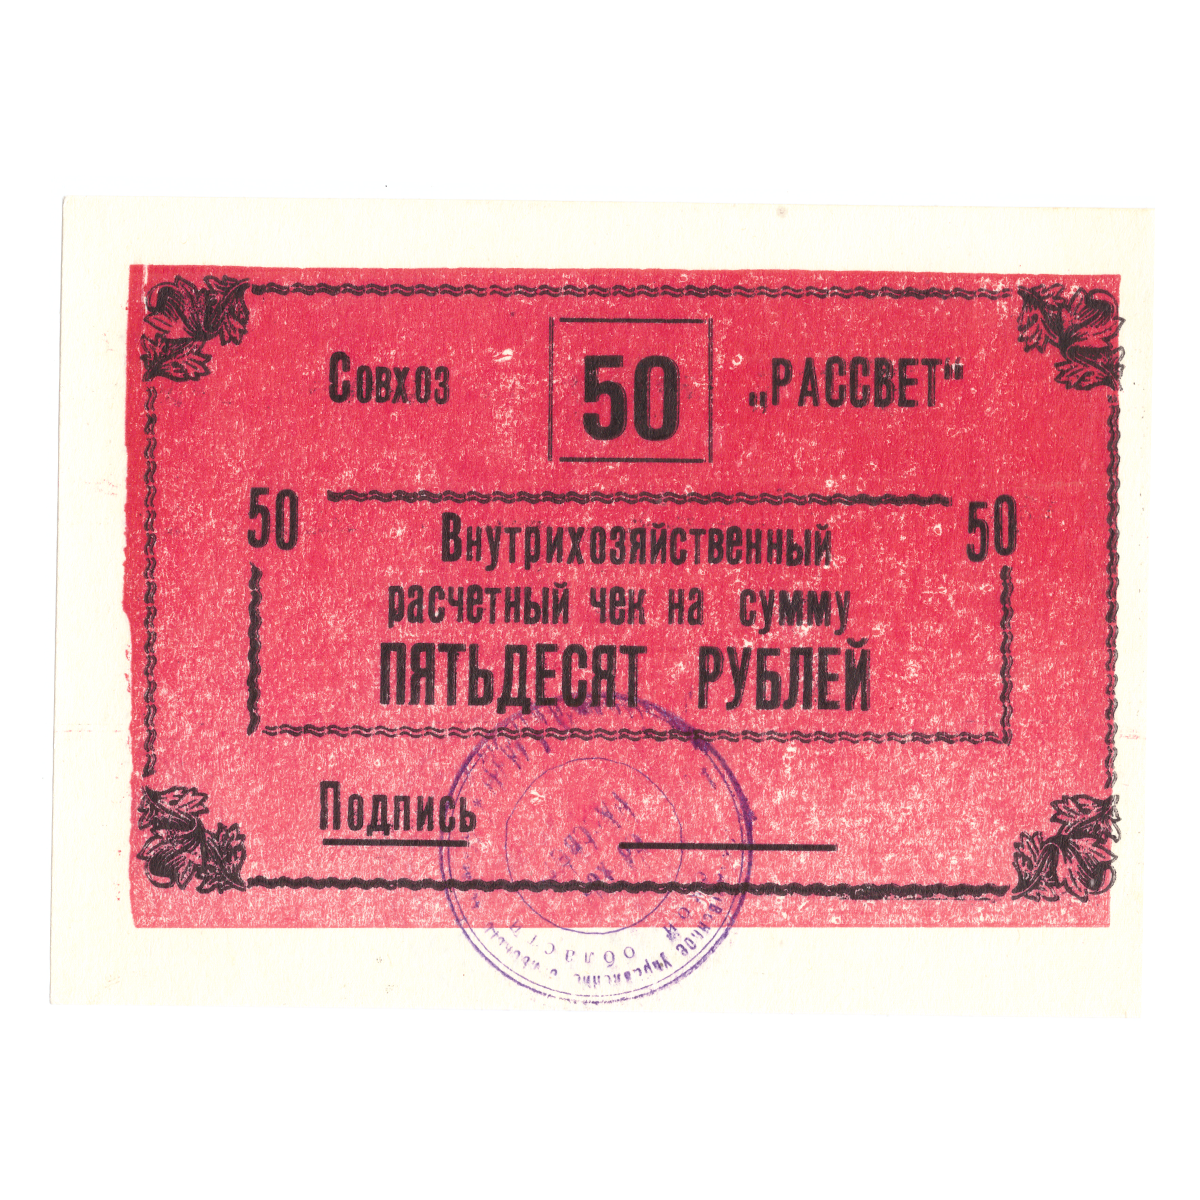 Совхоз 50 „РАССВЕТ“
50 50
Внутрихозяйственный
расчетный чек на сумму
ПЯТЬДЕСЯТ РУБЛЕЙ
Подпись
области